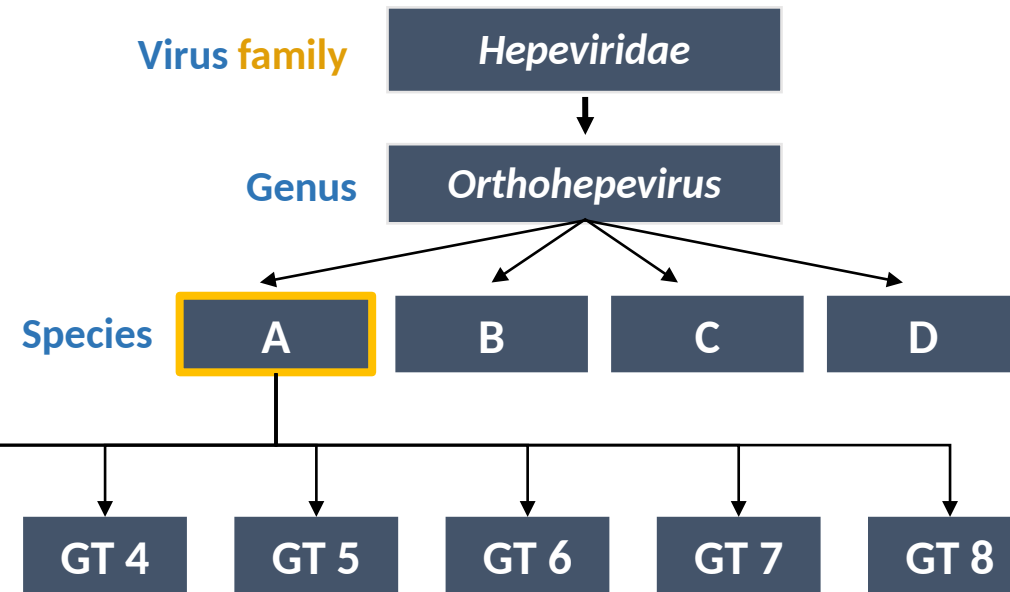 Virus family
Hepeviridae
Genus
Orthohepevirus
Species
A
B
C
D
GT 4
GT 5
GT 6
GT 7
GT 8